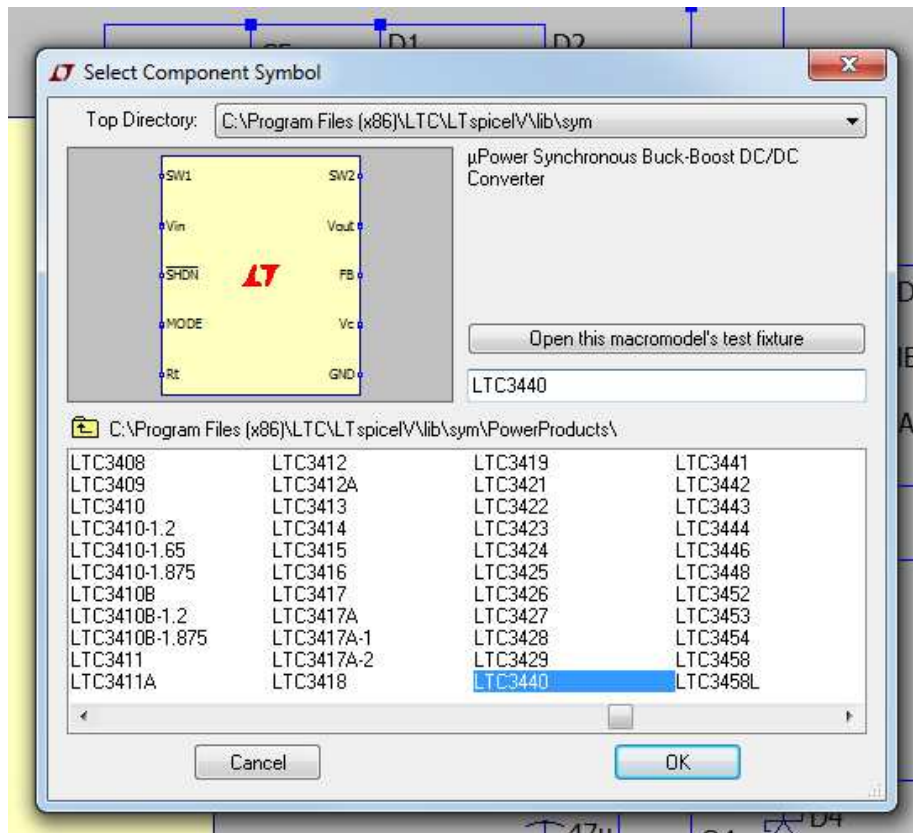 C5 D1 D2
Select Component Symbol
Top Directory: C:\Program Files (x86)\LTC\LTspiceIV\lib\sym
SW1 SW2
Vin Vout
SHDN FB
MODE Vc
Rt GND
µPower Synchronous Buck-Boost DC/DC
Converter
Open this macromodel's test fixture
LTC3440
C:\Program Files (x86)\LTC\LTspiceIV\lib\sym\PowerProducts\
LTC3408 LTC3412 LTC3419 LTC3441
LTC3409 LTC3412A LTC3421 LTC3442
LTC3410 LTC3413 LTC3422 LTC3443
LTC3410-1.2 LTC3414 LTC3423 LTC3444
LTC3410-1.65 LTC3415 LTC3424 LTC3446
LTC3410-1.875 LTC3416 LTC3425 LTC3448
LTC3410B LTC3417 LTC3426 LTC3452
LTC3410B-1.2 LTC3417A LTC3427 LTC3453
LTC3410B-1.875 LTC3417A-1 LTC3428 LTC3454
LTC3411 LTC3417A-2 LTC3429 LTC3458
LTC3411A LTC3418 LTC3440 LTC3458L
Cancel OK
47µ D4